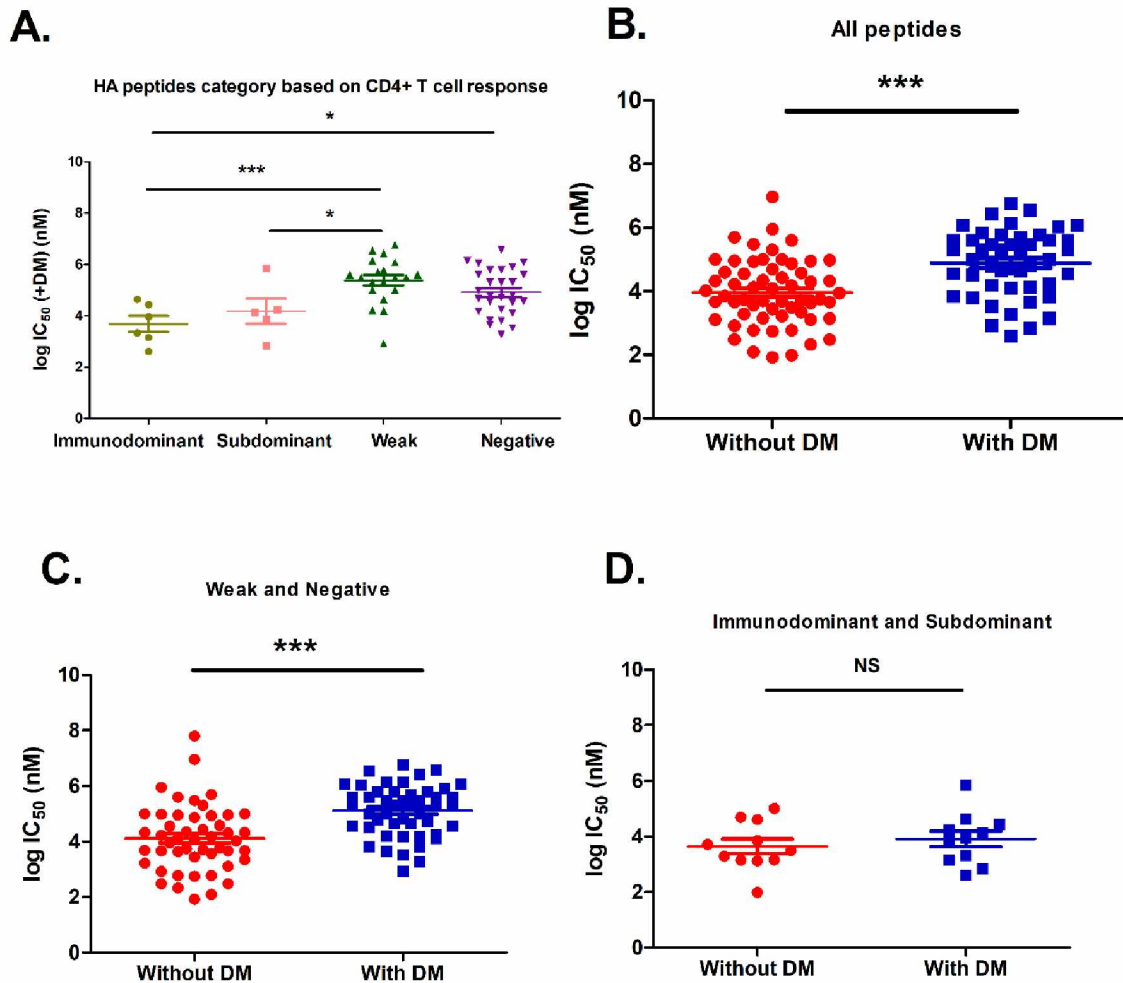 A.
HA peptides category based on CD4+ T cell response
*
***
*
log IC50 (+DM) (nM)
10
8
6
4
2
0
Immunodominant Subdominant Weak Negative
B.
All peptides
***
log IC50 (nM)
10
8
6
4
2
0
Without DM With DM
C.
Weak and Negative
***
log IC50 (nM)
10
8
6
4
2
0
Without DM With DM
D.
Immunodominant and Subdominant
NS
log IC50 (nM)
10
8
6
4
2
0
Without DM With DM